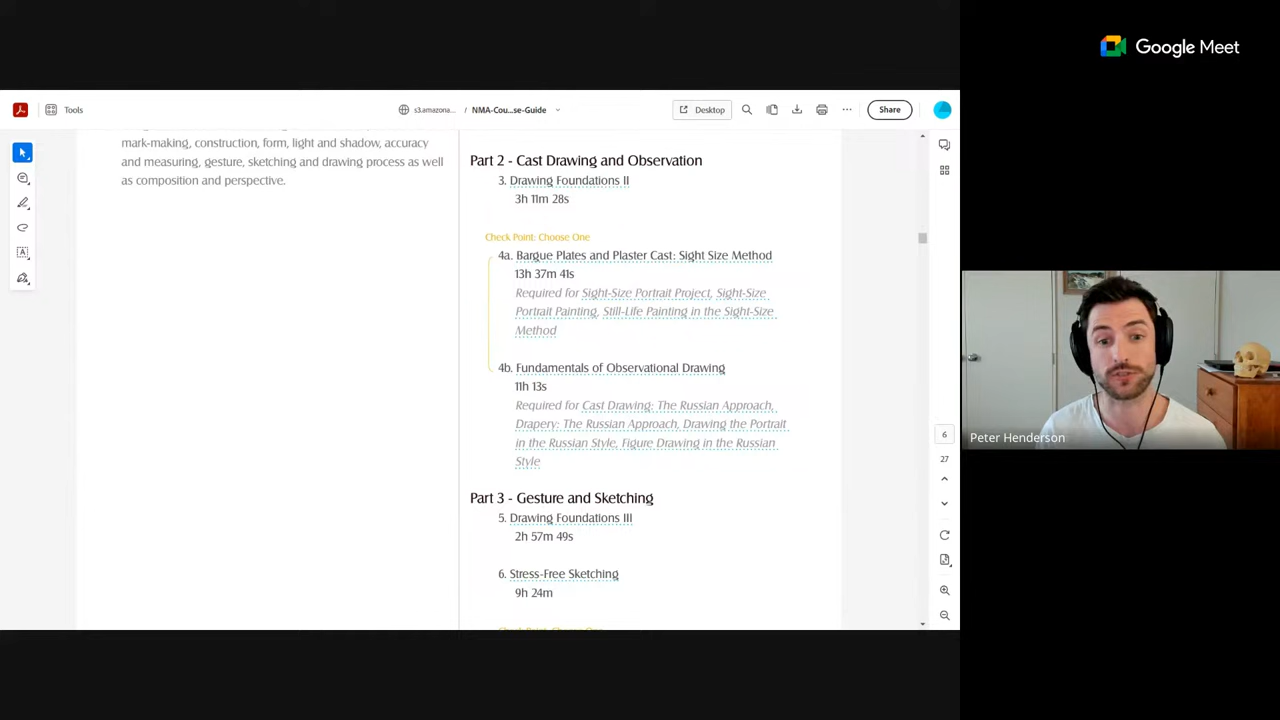 Google Meet
Tools
s3.amazona...
/ NMA-Cou...se-Guide
Desktop
Share
mark-making, construction, form, light and shadow, accuracy
and measuring, gesture, sketching and drawing process as well
as composition and perspective.
Part 2 - Cast Drawing and Observation
3. Drawing Foundations II
3h 11m 28s
Check Point: Choose One
4a. Bargue Plates and Plaster Cast: Sight Size Method
13h 37m 41s
Required for Sight-Size Portrait Project, Sight-Size
Portrait Painting, Still-Life Painting in the Sight-Size
Method
4b. Fundamentals of Observational Drawing
11h 13s
Required for Cast Drawing: The Russian Approach,
Drapery: The Russian Approach, Drawing the Portrait
in the Russian Style, Figure Drawing in the Russian
Style
Part 3 - Gesture and Sketching
5. Drawing Foundations III
2h 57m 49s
6. Stress-Free Sketching
9h 24m
Check Point: Choose One
6
27
Peter Henderson